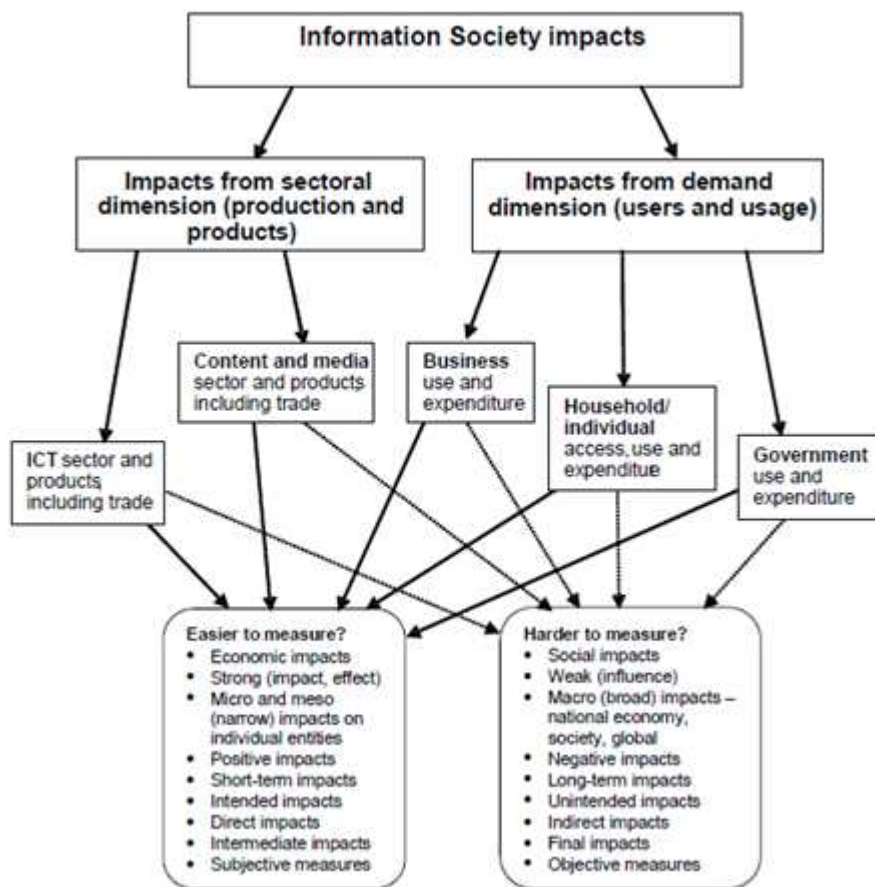 Information Society impacts
Impacts from sectoral
dimension (production and
products)
Impacts from demand
dimension (users and usage)
Content and media
sector and products
including trade
Business
use and
expenditure
Household/
individual
access, use and
expenditue
ICT sector and
products
including trade
Government
use and
expenditure
Easier to measure?
• Economic impacts
• Strong (impact, effect)
• Micro and meso
(narrow) impacts on
individual entities
• Positive impacts
• Short-term impacts
• Intended impacts
• Direct impacts
• Intermediate impacts
• Subjective measures
Harder to measure?
• Social impacts
• Weak (influence)
• Macro (broad) impacts –
national economy,
society, global
• Negative impacts
• Long-term impacts
• Unintended impacts
• Indirect impacts
• Final impacts
• Objective measures